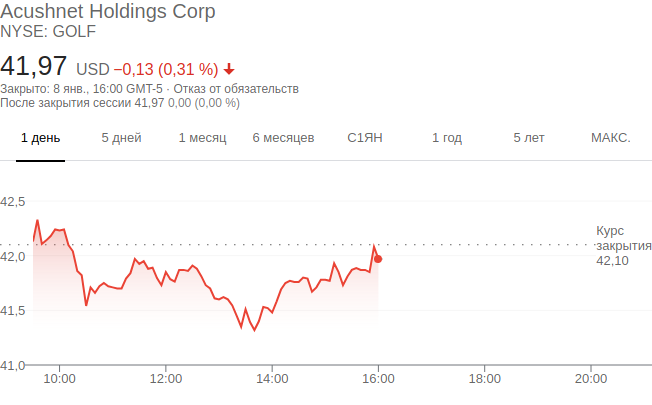 Acushnet Holdings Corp
NYSE: GOLF
41,97 USD −0,13 (0,31 %)
Закрыто: 8 янв., 16:00 GMT-5 · Отказ от обязательств
После закрытия сессии 41,97 0,00 (0,00 %)
1 день 5 дней 1 месяц 6 месяцев С1ЯН 1 год 5 лет МАКС.
42,5
Курс
закрытия
42,10
42,0
41,5
41,0
10:00 12:00 14:00 16:00 18:00 20:00